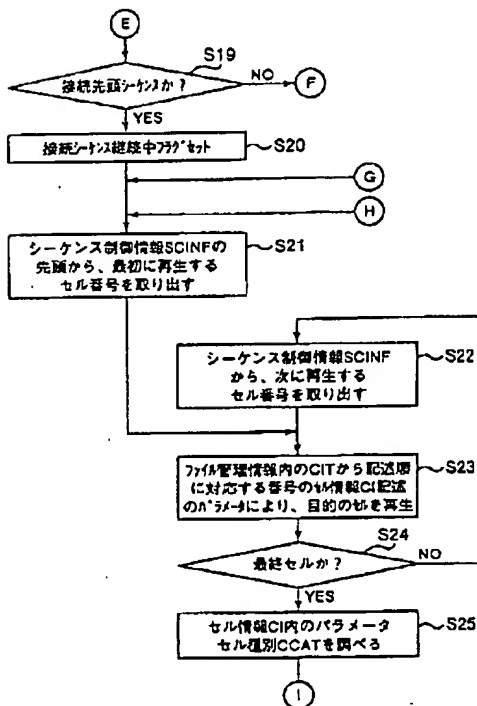 E
S19
接続先頭シーケンスか？
NO
F
YES
接続シーケンス継続中フラグセット
S20
G
H
シーケンス制御情報SCINFの
先頭から、最初に再生する
セル番号を取り出す
S21
シーケンス制御情報SCINF
から、次に再生する
セル番号を取り出す
S22
ファイル管理情報内のCITから記述順
に対応する番号のセル情報CI記述
のパラメータにより、目的のセルを再生
S23
S24
最終セルか？
NO
YES
セル情報CI内のパラメータ
セル種別CCATを調べる
S25
I